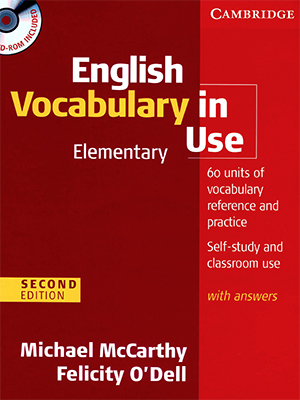 CD-ROM INCLUDED
CAMBRIDGE
English
Vocabulary in
Use
Elementary
60 units of
vocabulary
reference and
practice
Self-study and
classroom use
with answers
SECOND
EDITION
Michael McCarthy
Felicity O'Dell